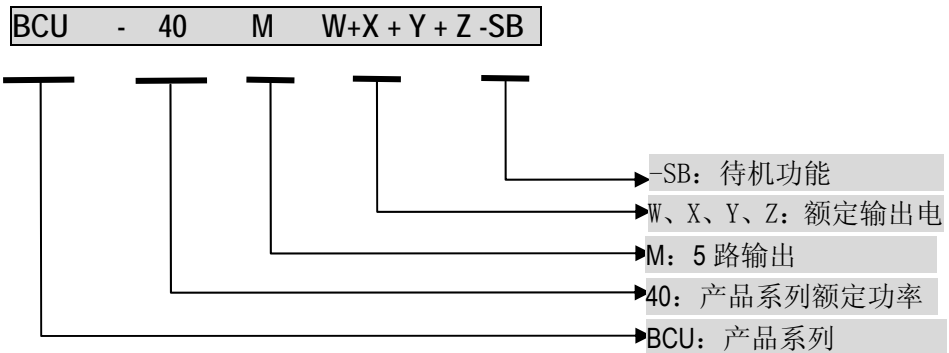 BCU - 40 M W+X + Y + Z -SB
-SB：待机功能
W、X、Y、Z：额定输出电
M：5 路输出
40：产品系列额定功率
BCU：产品系列